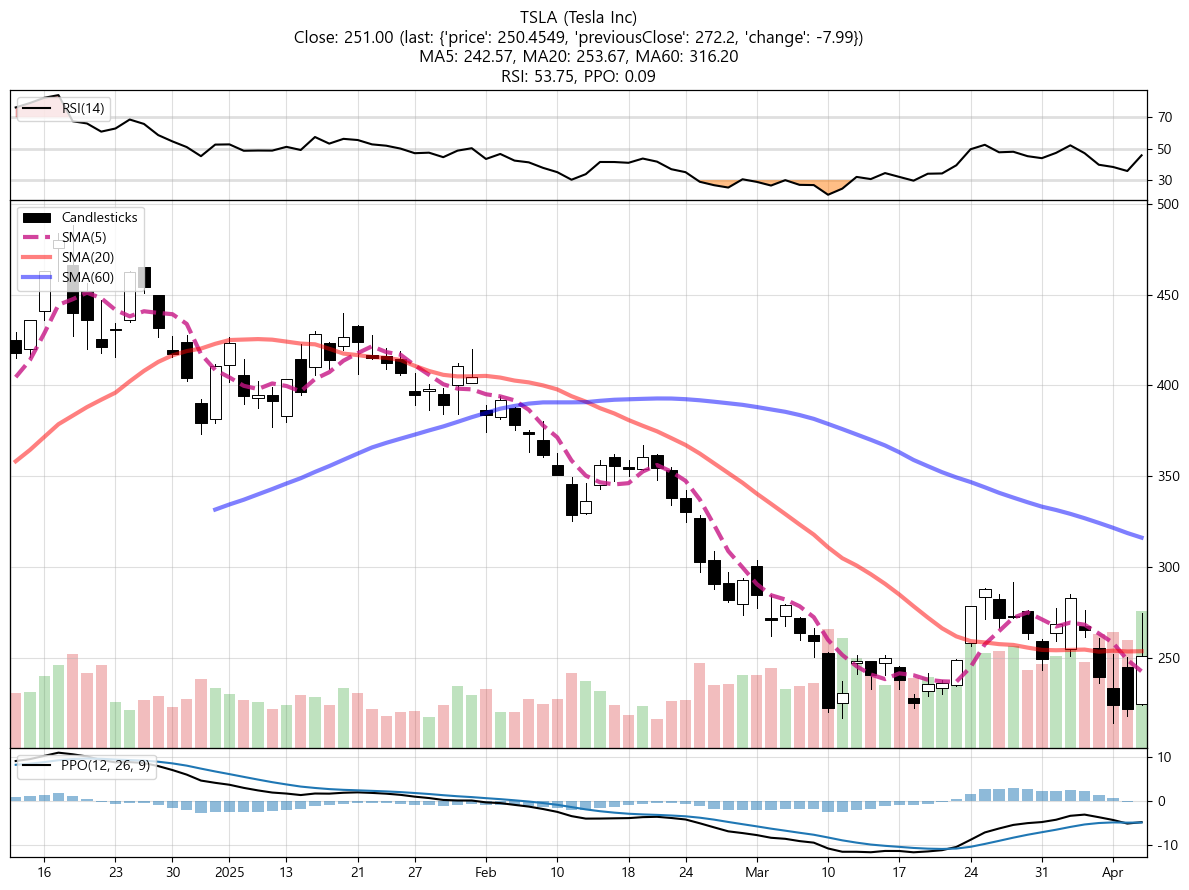 TSLA (Tesla Inc)
Close: 251.00 (last: {'price': 250.4549, 'previousClose': 272.2, 'change': -7.99})
MA5: 242.57, MA20: 253.67, MA60: 316.20
RSI: 53.75, PPO: 0.09
RSI(14)
70
50
30
Candlesticks
SMA(5)
SMA(20)
SMA(60)
500
450
400
350
300
250
PPO(12, 26, 9)
10
0
-10
16 23 30 2025 13 21 27 Feb 10 18 24 Mar 10 17 24 31 Apr